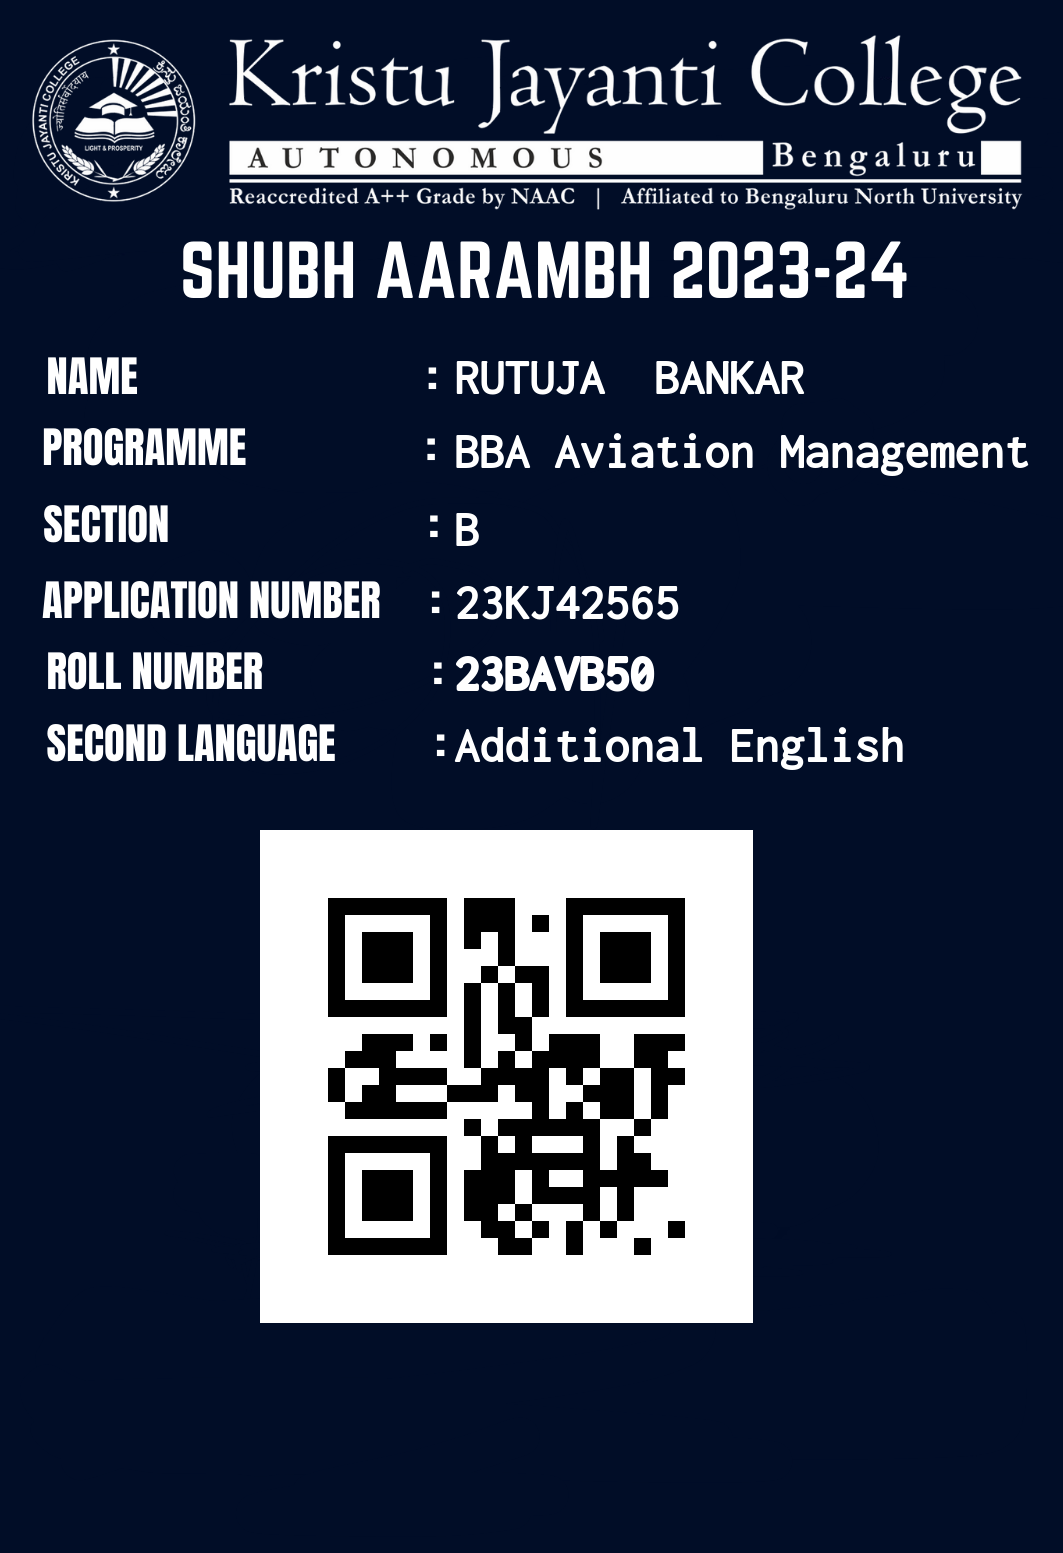 Kristu Jayanti College
AUTONOMOUS Bengaluru
Reaccredited A++ Grade by NAAC | Affiliated to Bengaluru North University
KRISTU JAYANTI COLLEGE
LIGHT & PROSPERITY
SHUBH AARAMBH 2023-24
NAME : RUTUJA BANKAR
PROGRAMME : BBA Aviation Management
SECTION : B
APPLICATION NUMBER : 23KJ42565
ROLL NUMBER : 23BAVB50
SECOND LANGUAGE : Additional English